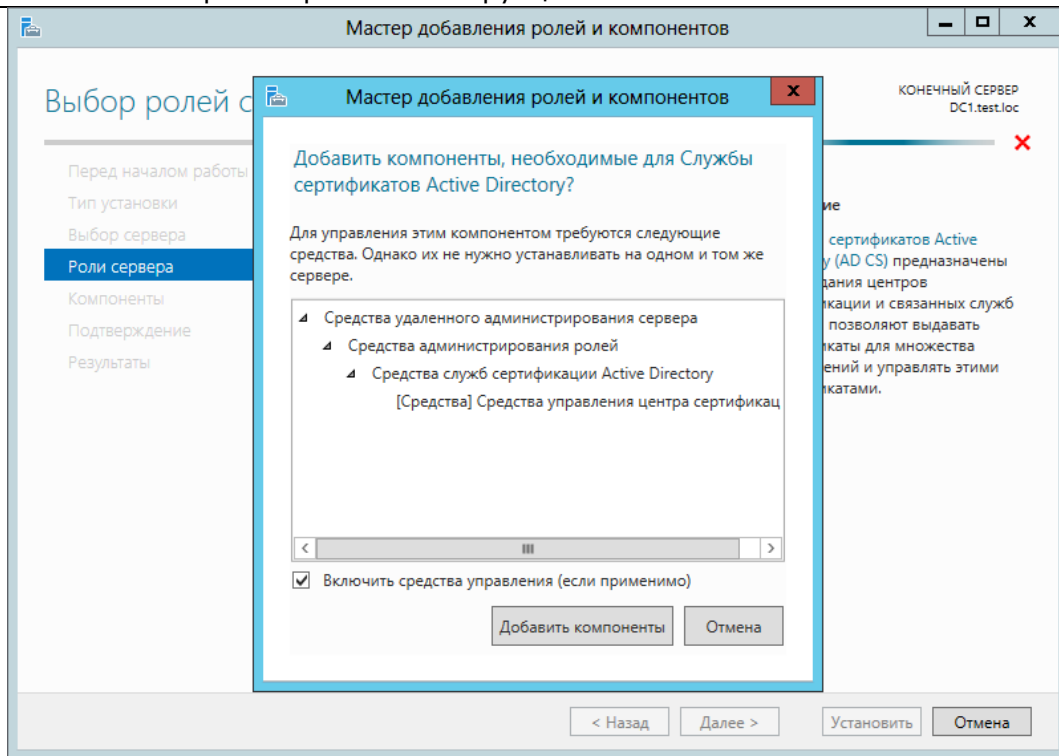 Мастер добавления ролей и компонентов
Выбор ролей с
КОНЕЧНЫЙ СЕРВЕР
DC1.test.loc
Перед началом работы
Тип установки
Выбор сервера
Роли сервера
Компоненты
Подтверждение
Результаты
Мастер добавления ролей и компонентов
Добавить компоненты, необходимые для Службы
сертификатов Active Directory?
Для управления этим компонентом требуются следующие
средства. Однако их не нужно устанавливать на одном и том же
сервере.
Средства удаленного администрирования сервера
Средства администрирования ролей
Средства служб сертификации Active Directory
[Средства] Средства управления центра сертификац
Включить средства управления (если применимо)
Добавить компоненты
Отмена
ие
сертификатов Active
y (AD CS) предназначены
дания центров
икации и связанных служб
позволяют выдавать
икаты для множества
ений и управлять этими
икатами.
< Назад
Далее >
Установить
Отмена